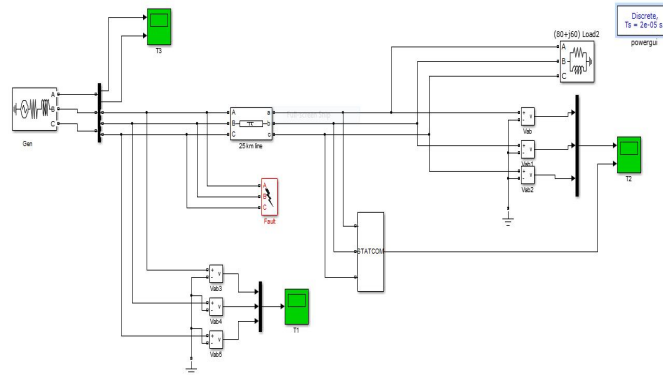 Discrete,
Ts = 2e-05 s.
powergui
(80+j60) Load2
A
B
C
T3
A
B
C
Gen
A
B
C
a
b
c
25 km line
+
-
v
Vab
+
-
v
Vab1
+
-
v
Vab2
T2
A
B
C
Fault
STATCOM
+
-
v
Vab3
+
-
v
Vab4
+
-
v
Vab5
T1